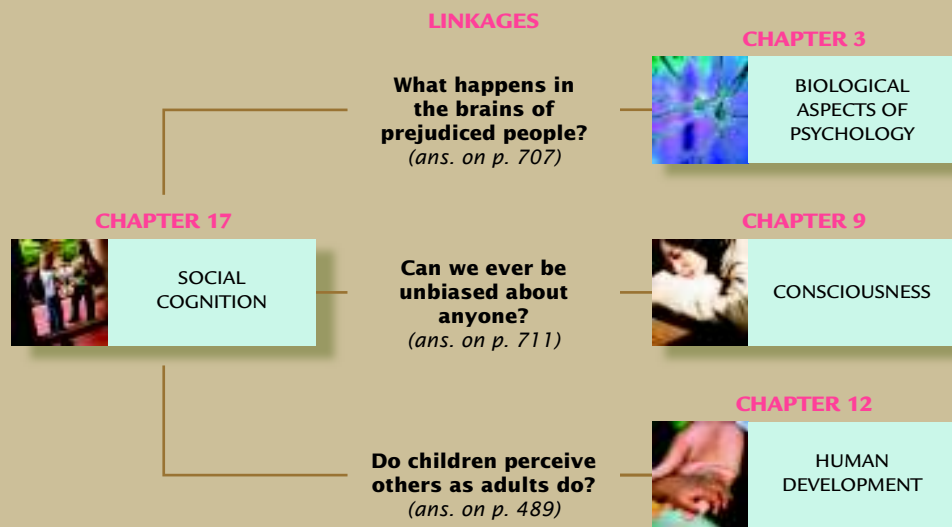 LINKAGES
CHAPTER 3
What happens in
the brains of
prejudiced people?
(ans. on p. 707)
BIOLOGICAL
ASPECTS OF
PSYCHOLOGY
CHAPTER 17
SOCIAL
COGNITION
CHAPTER 9
Can we ever be
unbiased about
anyone?
(ans. on p. 711)
CONSCIOUSNESS
CHAPTER 12
Do children perceive
others as adults do?
(ans. on p. 489)
HUMAN
DEVELOPMENT